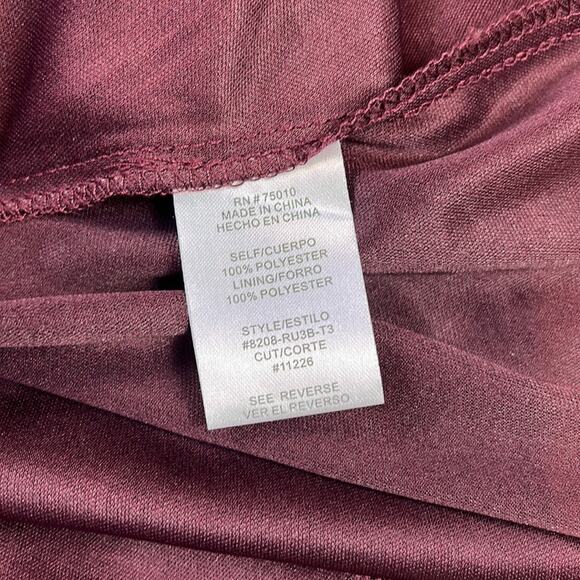 RN # 75010
MADE IN CHINA
HECHO EN CHINA
SELF/CUERPO
100% POLYESTER
LINING/FORRO
100% POLYESTER
STYLE/ESTILO
#8208-RU3B-T3
CUT/CORTE
#11226
SEE REVERSE
VER EL REVERSO